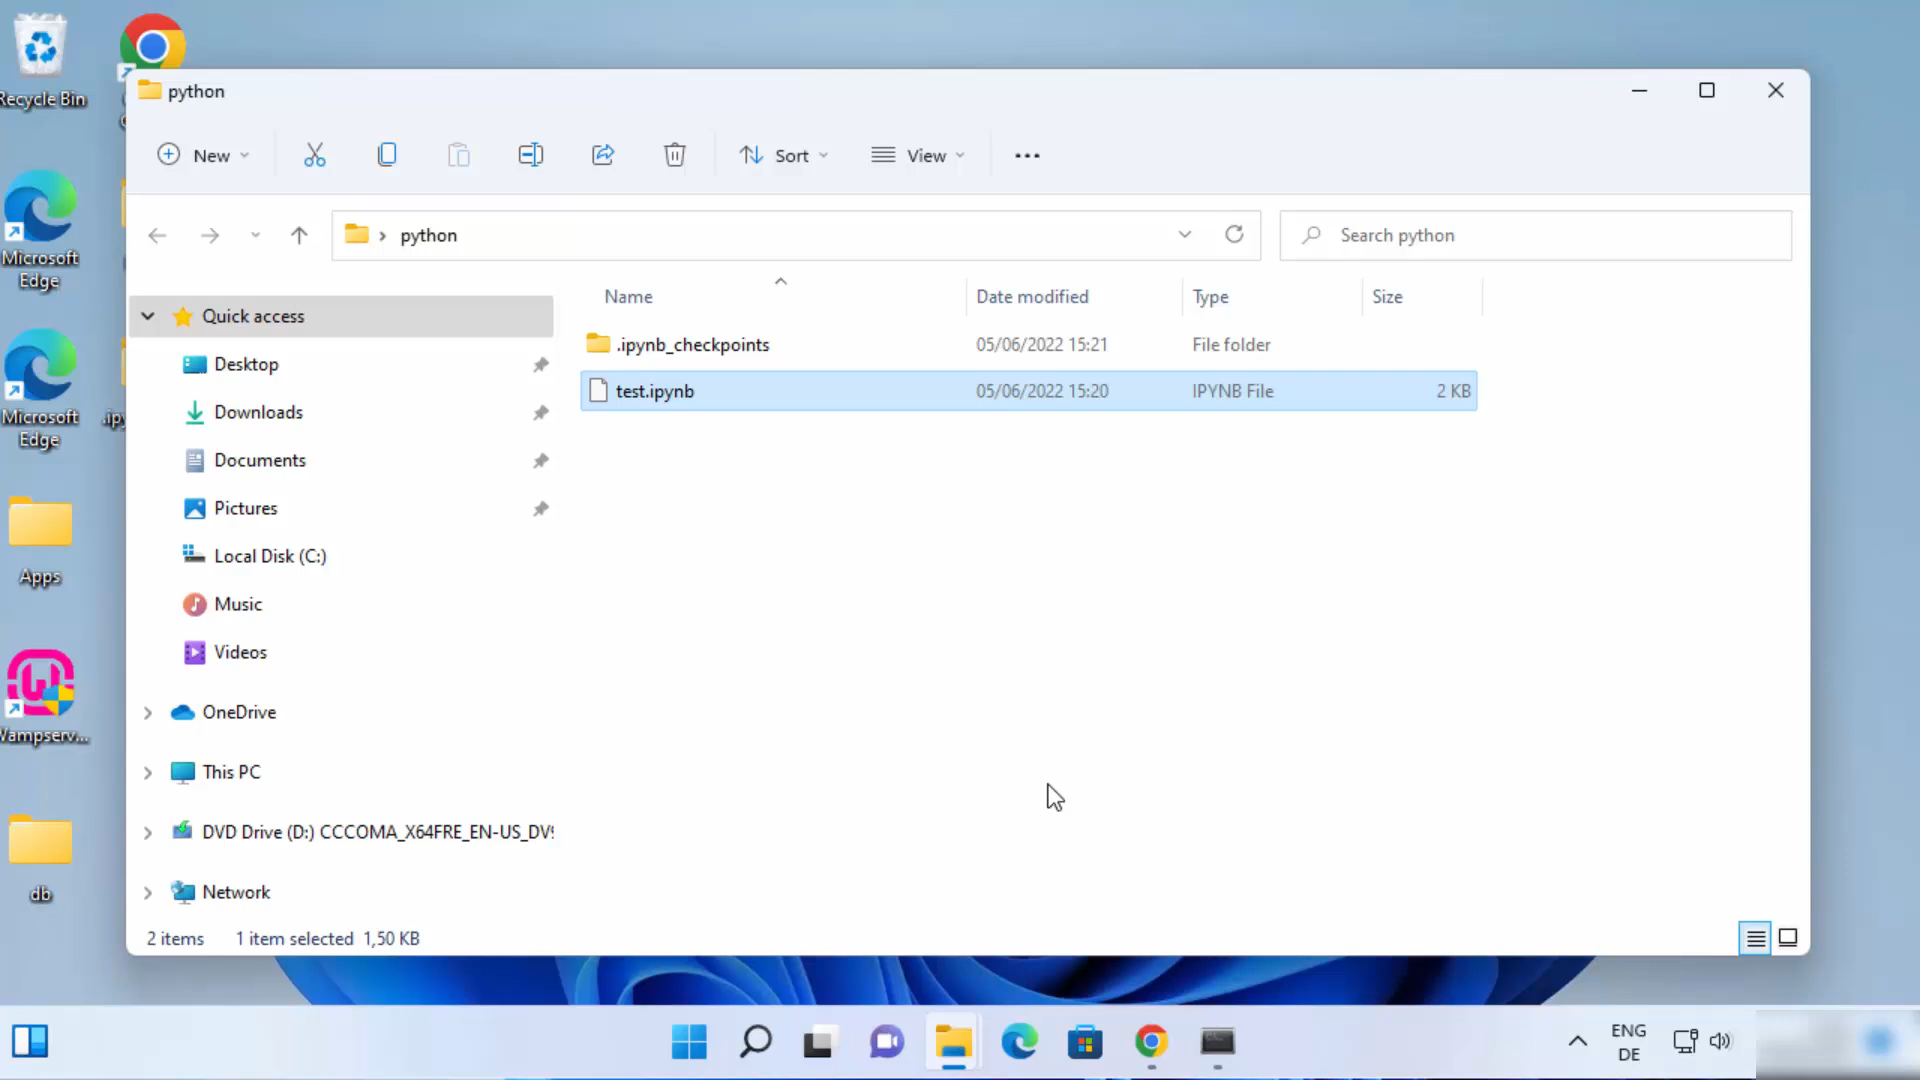 Recycle Bin
python
New
Sort
View
python
Search python
Microsoft
Edge
Name
Date modified
Type
Size
Quick access
.ipynb_checkpoints
05/06/2022 15:21
File folder
Desktop
test.ipynb
05/06/2022 15:20
IPYNB File
2 KB
Microsoft
Edge
.ipy
Downloads
Documents
Pictures
Local Disk (C:)
Apps
Music
Videos
Wampserv...
OneDrive
This PC
DVD Drive (D:) CCCOMA_X64FRE_EN-US_DV9
db
Network
2 items
1 item selected 1,50 KB
ENG
DE